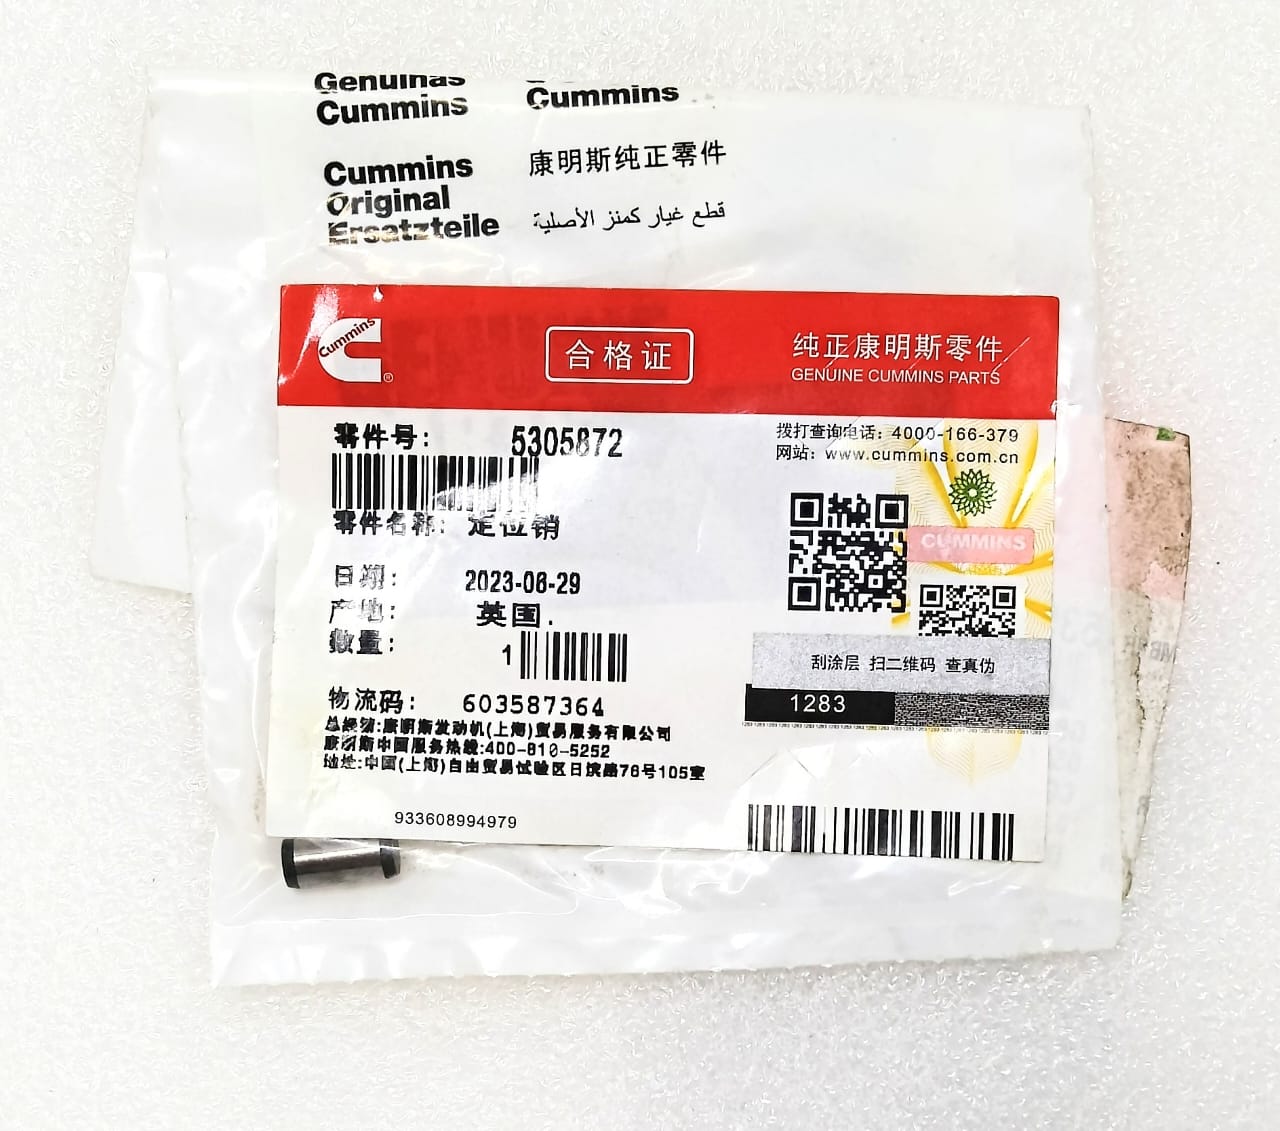 Genuinas
Cummins
Cummins
Cummins
Original
Ersatzteile
康明斯纯正零件
قطع غيار كمنز الأصلية
Cummins
®
合格证
纯正康明斯零件
GENUINE CUMMINS PARTS
零件号: 5305872
零件名称: 定位销
日期: 2023-06-29
产地: 英国.
数量: 1
物流码: 603587364
总经销:康明斯发动机(上海)贸易服务有限公司
康明斯中国服务热线:400-810-5252
地址:中国(上海)自由贸易试验区日滨路76号105室
933608994979
拨打查询电话: 4000-166-379
网站: www.cummins.com.cn
CUMMINS
刮涂层 扫二维码 查真伪
1283